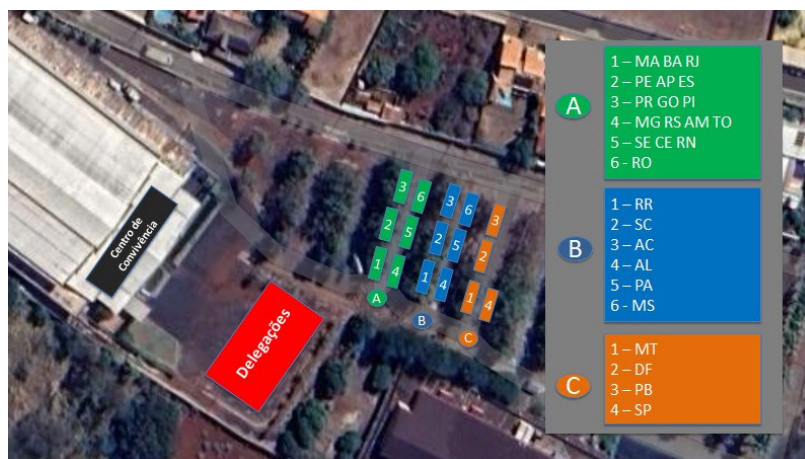 Centro de
Convivência
Delegações
3 6
2 5
1 4
A
3 6
2 5
1 4
B
3
2
1 4
C
A
1 – MA BA RJ
2 – PE AP ES
3 – PR GO PI
4 – MG RS AM TO
5 – SE CE RN
6 - RO
B
1 – RR
2 – SC
3 – AC
4 – AL
5 – PA
6 – MS
C
1 – MT
2 – DF
3 – PB
4 – SP